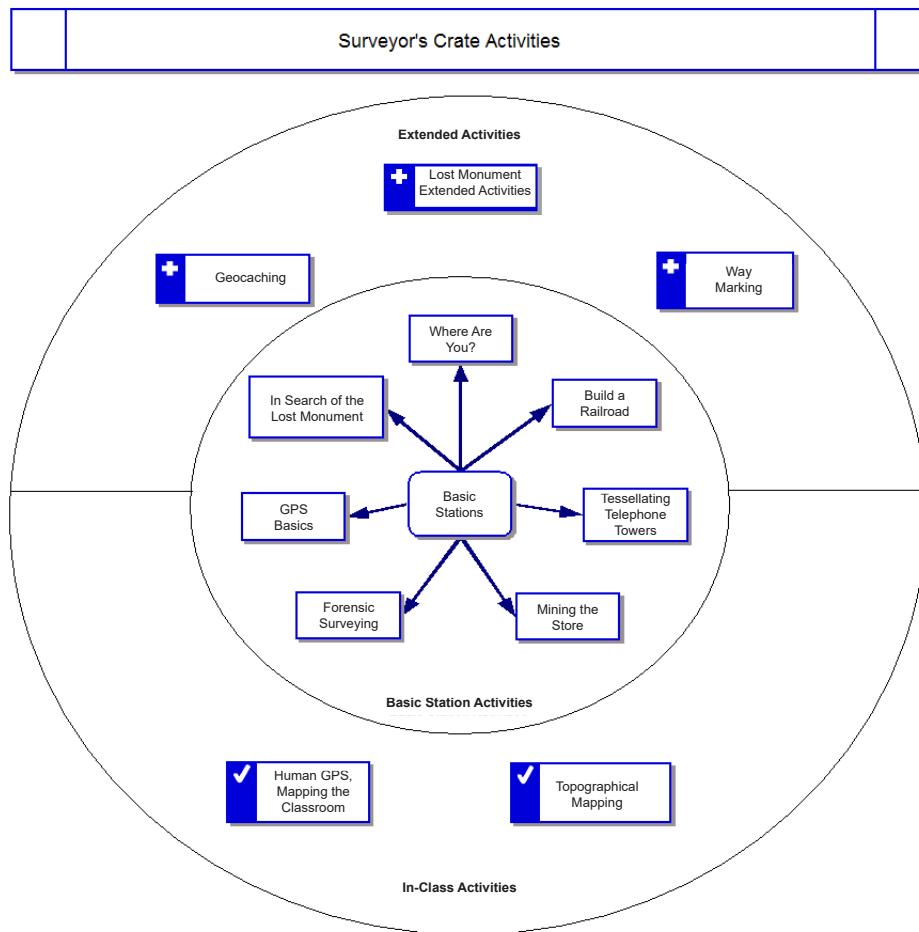 Surveyor's Crate Activities
Extended Activities
Lost Monument
Extended Activities
Geocaching
Way
Marking
Where Are
You?
In Search of the
Lost Monument
Build a
Railroad
GPS
Basics
Basic
Stations
Tessellating
Telephone
Towers
Forensic
Surveying
Mining the
Store
Basic Station Activities
Human GPS,
Mapping the
Classroom
Topographical
Mapping
In-Class Activities